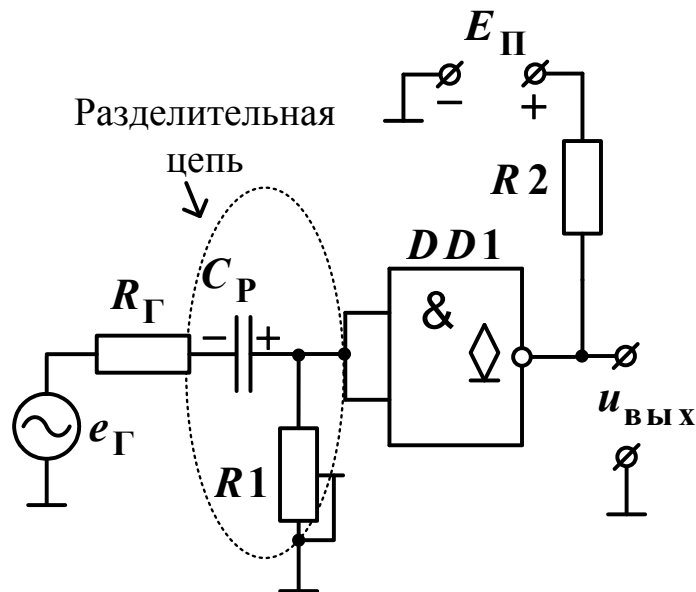 E П
− +
Разделительная
цепь
R2
DD1
C Р
R Г
− +
&
e Г
u вых
R1